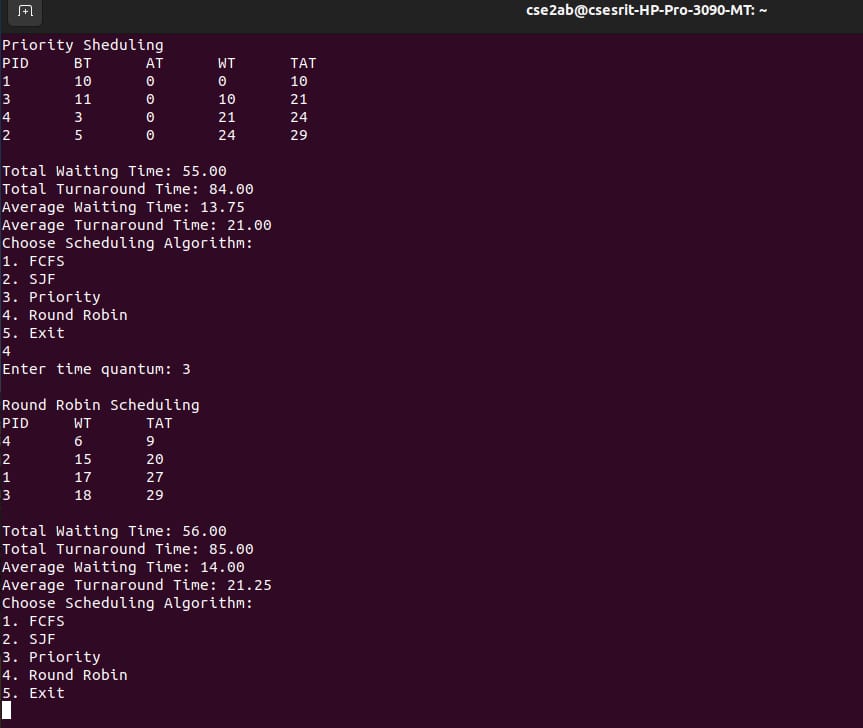 cse2ab@csesrit-HP-Pro-3090-MT: ~
Priority Sheduling
PID BT AT WT TAT
1 10 0 0 10
3 11 0 10 21
4 3 0 21 24
2 5 0 24 29
Total Waiting Time: 55.00
Total Turnaround Time: 84.00
Average Waiting Time: 13.75
Average Turnaround Time: 21.00
Choose Scheduling Algorithm:
1. FCFS
2. SJF
3. Priority
4. Round Robin
5. Exit
4
Enter time quantum: 3
Round Robin Scheduling
PID WT TAT
4 6 9
2 15 20
1 17 27
3 18 29
Total Waiting Time: 56.00
Total Turnaround Time: 85.00
Average Waiting Time: 14.00
Average Turnaround Time: 21.25
Choose Scheduling Algorithm:
1. FCFS
2. SJF
3. Priority
4. Round Robin
5. Exit